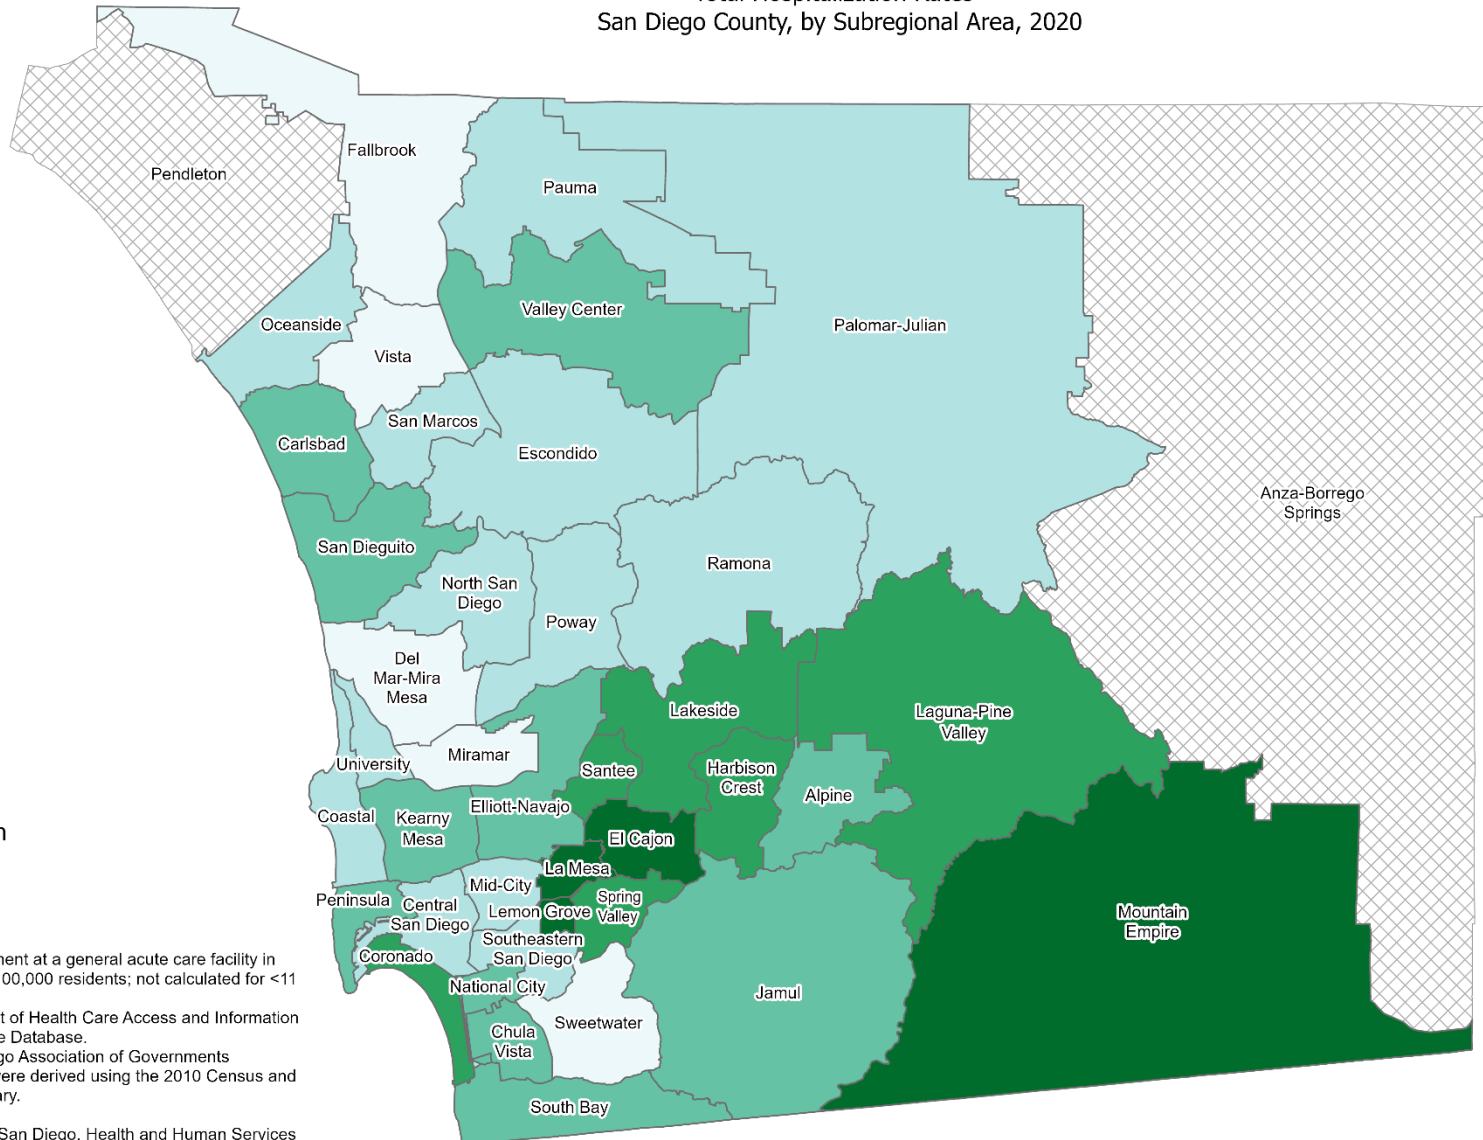 Total Hospitalization Rates
San Diego County, by Subregional Area, 2020
Fallbrook
Pendleton
Pauma
Valley Center
Oceanside
Palomar-Julian
Vista
San Marcos
Carlsbad
Escondido
Anza-Borrego
Springs
San Dieguito
Ramona
North San
Diego
Poway
Del
Mar-Mira
Mesa
Lakeside
Laguna-Pine
Valley
Miramar
University
Santee
Harbison
Crest
Alpine
Elliott-Navajo
Coastal
Kearny
Mesa
El Cajon
La Mesa
Mid-City
Peninsula
Central
San Diego
Spring
Valley
Lemon Grove
Mountain
Empire
Southeastern
San Diego
Coronado
National City
Jamul
Sweetwater
Chula
Vista
South Bay
n
ment at a general acute care facility in
00,000 residents; not calculated for <11
t of Health Care Access and Information
e Database.
go Association of Governments
were derived using the 2010 Census and
ary.
San Diego, Health and Human Services